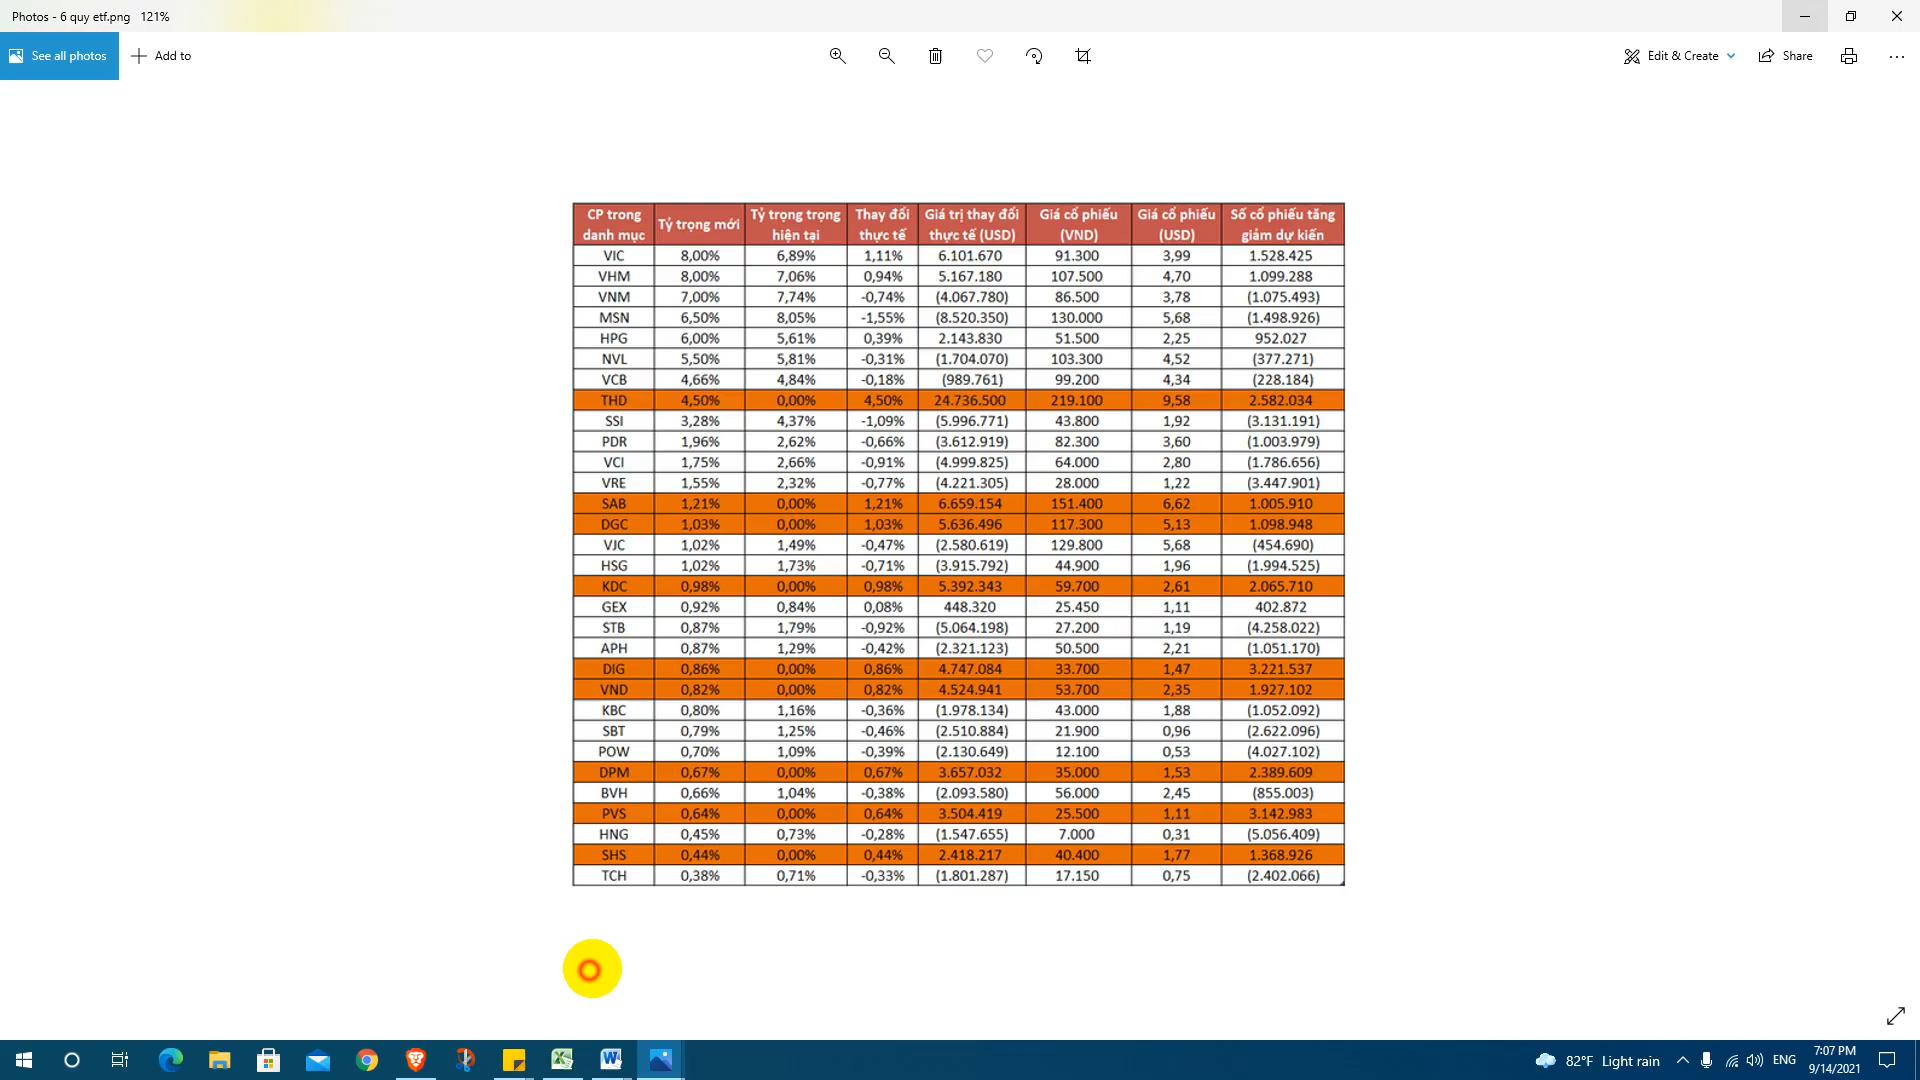 Photos - 6 quy etf.png 121%
See all photos Add to Edit & Create Share
CP trong danh mục Tỷ trọng mới Tỷ trọng trọng hiện tại Thay đổi thực tế Giá trị thay đổi thực tế (USD) Giá cổ phiếu (VND) Giá cổ phiếu (USD) Số cổ phiếu tăng giảm dự kiến
VIC 8,00% 6,89% 1,11% 6.101.670 91.300 3,99 1.528.425
VHM 8,00% 7,06% 0,94% 5.167.180 107.500 4,70 1.099.288
VNM 7,00% 7,74% -0,74% (4.067.780) 86.500 3,78 (1.075.493)
MSN 6,50% 8,05% -1,55% (8.520.350) 130.000 5,68 (1.498.926)
HPG 6,00% 5,61% 0,39% 2.143.830 51.500 2,25 952.027
NVL 5,50% 5,81% -0,31% (1.704.070) 103.300 4,52 (377.271)
VCB 4,66% 4,84% -0,18% (989.761) 99.200 4,34 (228.184)
THD 4,50% 0,00% 4,50% 24.736.500 219.100 9,58 2.582.034
SSI 3,28% 4,37% -1,09% (5.996.771) 43.800 1,92 (3.131.191)
PDR 1,96% 2,62% -0,66% (3.612.919) 82.300 3,60 (1.003.979)
VCI 1,75% 2,66% -0,91% (4.999.825) 64.000 2,80 (1.786.656)
VRE 1,55% 2,32% -0,77% (4.221.305) 28.000 1,22 (3.447.901)
SAB 1,21% 0,00% 1,21% 6.659.154 151.400 6,62 1.005.910
DGC 1,03% 0,00% 1,03% 5.636.496 117.300 5,13 1.098.948
VJC 1,02% 1,49% -0,47% (2.580.619) 129.800 5,68 (454.690)
HSG 1,02% 1,73% -0,71% (3.915.792) 44.900 1,96 (1.994.525)
KDC 0,98% 0,00% 0,98% 5.392.343 59.700 2,61 2.065.710
GEX 0,92% 0,84% 0,08% 448.320 25.450 1,11 402.872
STB 0,87% 1,79% -0,92% (5.064.198) 27.200 1,19 (4.258.022)
APH 0,87% 1,29% -0,42% (2.321.123) 50.500 2,21 (1.051.170)
DIG 0,86% 0,00% 0,86% 4.747.084 33.700 1,47 3.221.537
VND 0,82% 0,00% 0,82% 4.524.941 53.700 2,35 1.927.102
KBC 0,80% 1,16% -0,36% (1.978.134) 43.000 1,88 (1.052.092)
SBT 0,79% 1,25% -0,46% (2.510.884) 21.900 0,96 (2.622.096)
POW 0,70% 1,09% -0,39% (2.130.649) 12.100 0,53 (4.027.102)
DPM 0,67% 0,00% 0,67% 3.657.032 35.000 1,53 2.389.609
BVH 0,66% 1,04% -0,38% (2.093.580) 56.000 2,45 (855.003)
PVS 0,64% 0,00% 0,64% 3.504.419 25.500 1,11 3.142.983
HNG 0,45% 0,73% -0,28% (1.547.655) 7.000 0,31 (5.056.409)
SHS 0,44% 0,00% 0,44% 2.418.217 40.400 1,77 1.368.926
TCH 0,38% 0,71% -0,33% (1.801.287) 17.150 0,75 (2.402.066)
82°F Light rain ENG 7:07 PM
9/14/2021